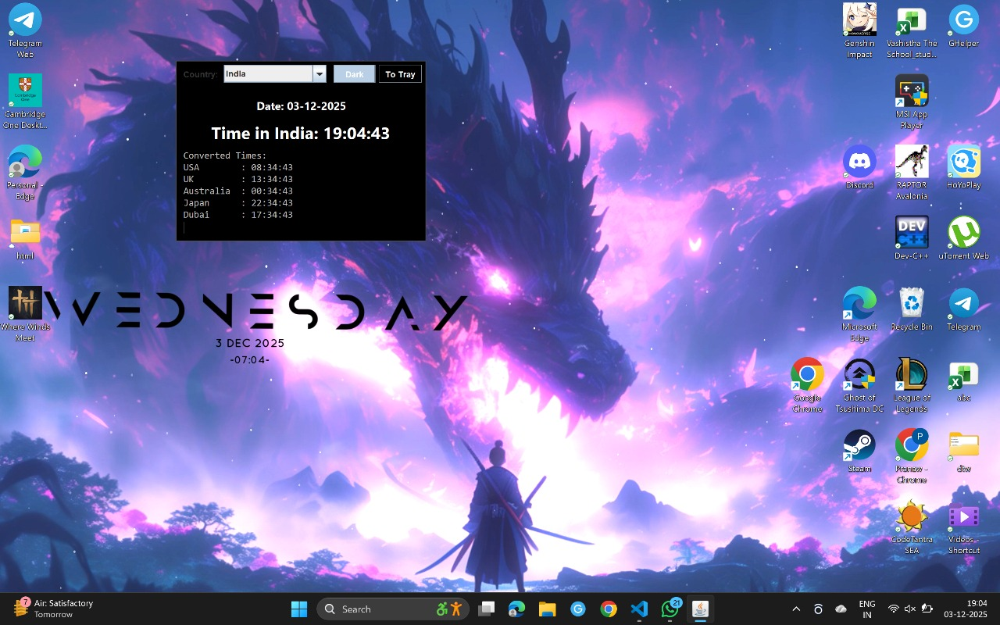 Telegram
Web
Cambridge
One Deskt...
Personal -
Edge
html
Where Winds
Meet
Country:
India
Dark
To Tray
Date: 03-12-2025
Time in India: 19:04:43
Converted Times:
USA : 08:34:43
UK : 13:34:43
Australia : 00:34:43
Japan : 22:34:43
Dubai : 17:34:43
WEDNESDAY
3 DEC 2025
-07:04-
Genshin
Impact
Vashistha The
School_stud...
GHelper
MSI App
Player
Discord
RAPTOR
Avalonia
HoYoPlay
DEV
C++
Dev-C++
uTorrent Web
Microsoft
Edge
Recycle Bin
Telegram
Google
Chrome
Ghost of
Tsushima DC
League of
Legends
abc
Steam
P
Pranaw -
Chrome
dtw
CodeTantra
SEA
Videos -
Shortcut
7
Air: Satisfactory
Tomorrow
Search
21
ENG
IN
19:04
03-12-2025